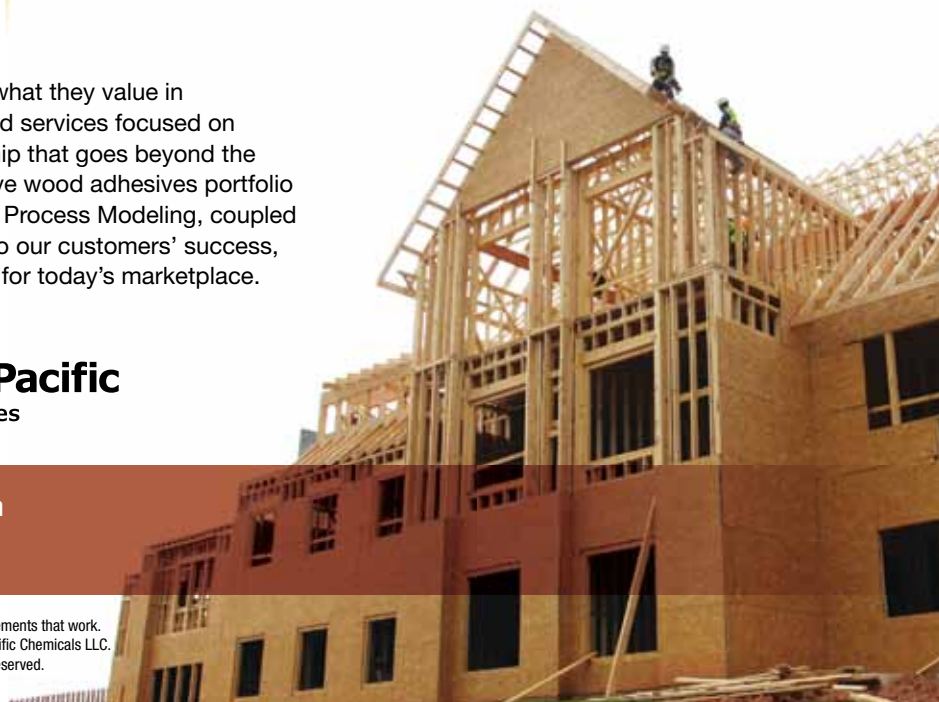 what they value in
d services focused on
ip that goes beyond the
ve wood adhesives portfolio
Process Modeling, coupled
o our customers' success,
for today's marketplace.
Pacific
es
ements that work.
ific Chemicals LLC.
served.